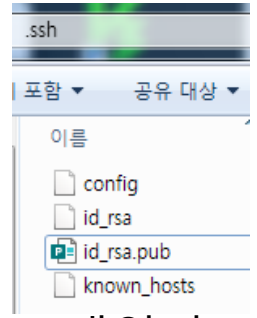 .ssh
포함 ▼ 공유 대상 ▼
이름
config
id_rsa
id_rsa.pub
known_hosts